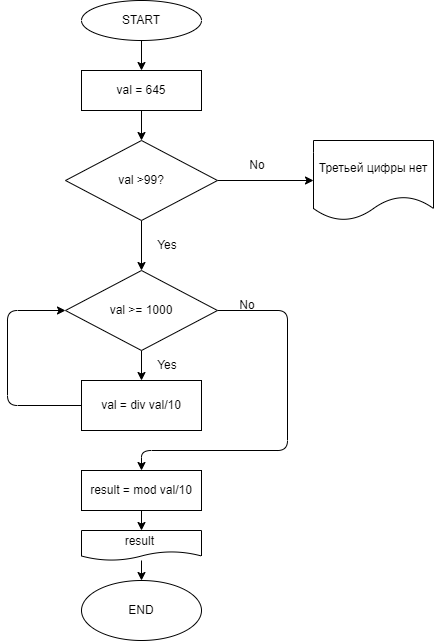 START
val = 645
val >99?
No
Третьей цифры нет
Yes
val >= 1000
No
Yes
val = div val/10
result = mod val/10
result
END